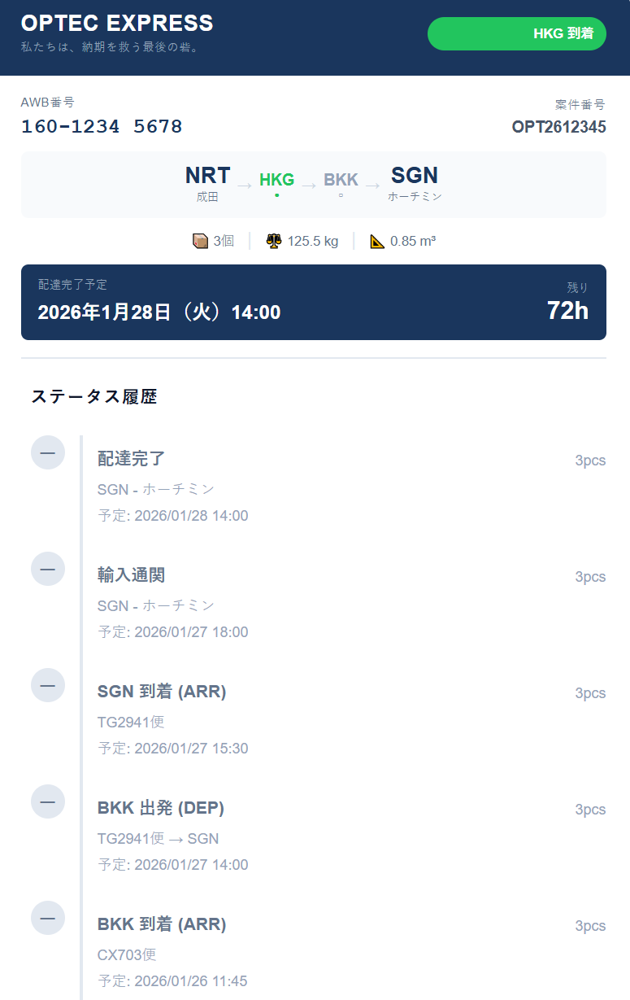 OPTEC EXPRESS
私たちは、納期を救う最後の砦。
HKG 到着
AWB番号
160-1234 5678
案件番号
OPT2612345
NRT → HKG → BKK → SGN
成田 ● ○ ホーチミン
3個 125.5 kg 0.85 m³
配達完了予定
2026年1月28日（火）14:00
残り
72h
ステータス履歴
配達完了 3pcs
SGN - ホーチミン
予定: 2026/01/28 14:00
輸入通関 3pcs
SGN - ホーチミン
予定: 2026/01/27 18:00
SGN 到着 (ARR) 3pcs
TG2941便
予定: 2026/01/27 15:30
BKK 出発 (DEP) 3pcs
TG2941便 → SGN
予定: 2026/01/27 14:00
BKK 到着 (ARR) 3pcs
CX703便
予定: 2026/01/26 11:45